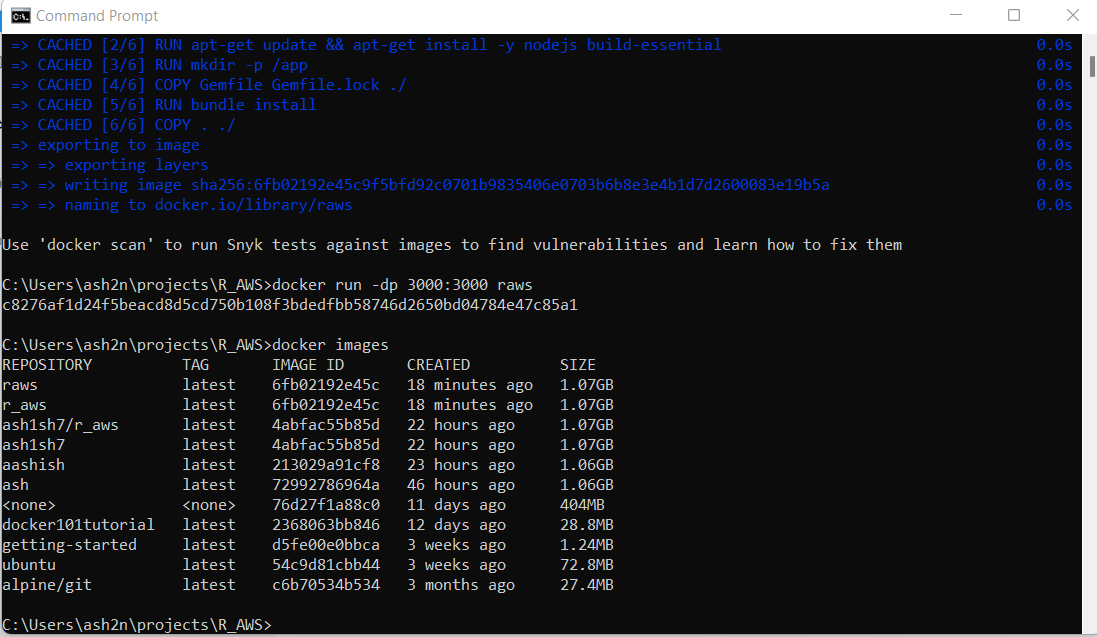 Command Prompt
=> CACHED [2/6] RUN apt-get update && apt-get install -y nodejs build-essential 0.0s
=> CACHED [3/6] RUN mkdir -p /app 0.0s
=> CACHED [4/6] COPY Gemfile Gemfile.lock ./ 0.0s
=> CACHED [5/6] RUN bundle install 0.0s
=> CACHED [6/6] COPY . ./ 0.0s
=> exporting to image 0.0s
=> => exporting layers 0.0s
=> => writing image sha256:6fb02192e45c9f5bfd92c0701b9835406e0703b6b8e3e4b1d7d2600083e19b5a 0.0s
=> => naming to docker.io/library/raws 0.0s
Use 'docker scan' to run Snyk tests against images to find vulnerabilities and learn how to fix them
C:\Users\ash2n\projects\R_AWS>docker run -dp 3000:3000 raws
c8276af1d24f5beacd8d5cd750b108f3bdedfbb58746d2650bd04784e47c85a1
C:\Users\ash2n\projects\R_AWS>docker images
REPOSITORY TAG IMAGE ID CREATED SIZE
raws latest 6fb02192e45c 18 minutes ago 1.07GB
r_aws latest 6fb02192e45c 18 minutes ago 1.07GB
ash1sh7/r_aws latest 4abfac55b85d 22 hours ago 1.07GB
ash1sh7 latest 4abfac55b85d 22 hours ago 1.07GB
aashish latest 213029a91cf8 23 hours ago 1.06GB
ash latest 72992786964a 46 hours ago 1.06GB
<none> <none> 76d27f1a88c0 11 days ago 404MB
docker101tutorial latest 2368063bb846 12 days ago 28.8MB
getting-started latest d5fe00e0bbca 3 weeks ago 1.24MB
ubuntu latest 54c9d81cbb44 3 weeks ago 72.8MB
alpine/git latest c6b70534b534 3 months ago 27.4MB
C:\Users\ash2n\projects\R_AWS>